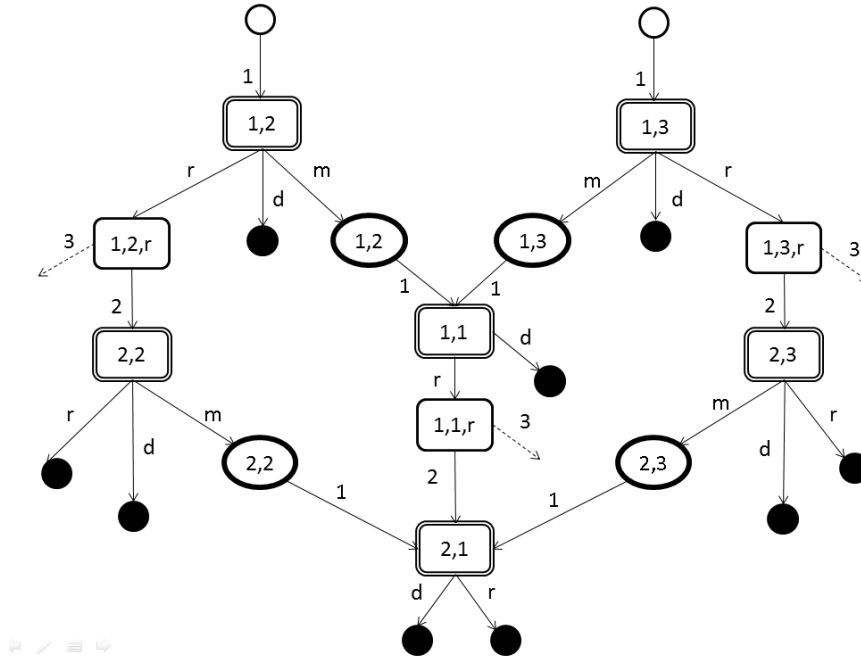 1 1
1,2 1,3
r d m m d r
3 1,2,r 1,2 1,3 1,3,r 3
1 1
2 1,1 d 2
2,2 r 2,3
r d m 1,1,r 3 m d r
2,2 2 2,3
1 1
2,1
d r